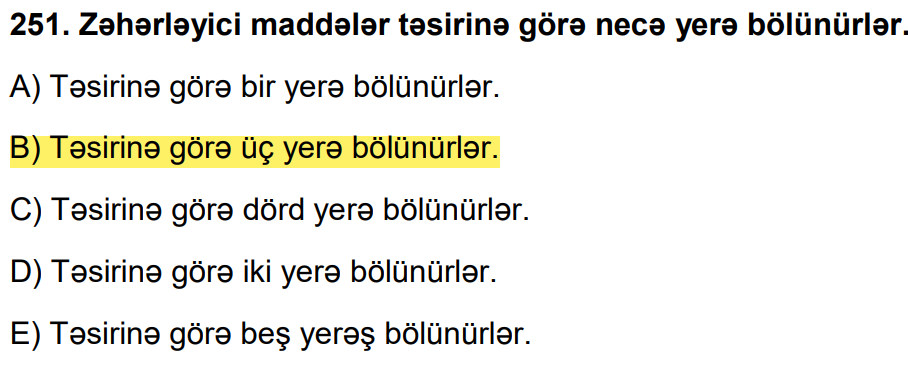 251. Zəhərləyici maddələr təsirinə görə necə yerə bölünürlər.
A) Təsirinə görə bir yerə bölünürlər.
B) Təsirinə görə üç yerə bölünürlər.
C) Təsirinə görə dörd yerə bölünürlər.
D) Təsirinə görə iki yerə bölünürlər.
E) Təsirinə görə beş yerəş bölünürlər.